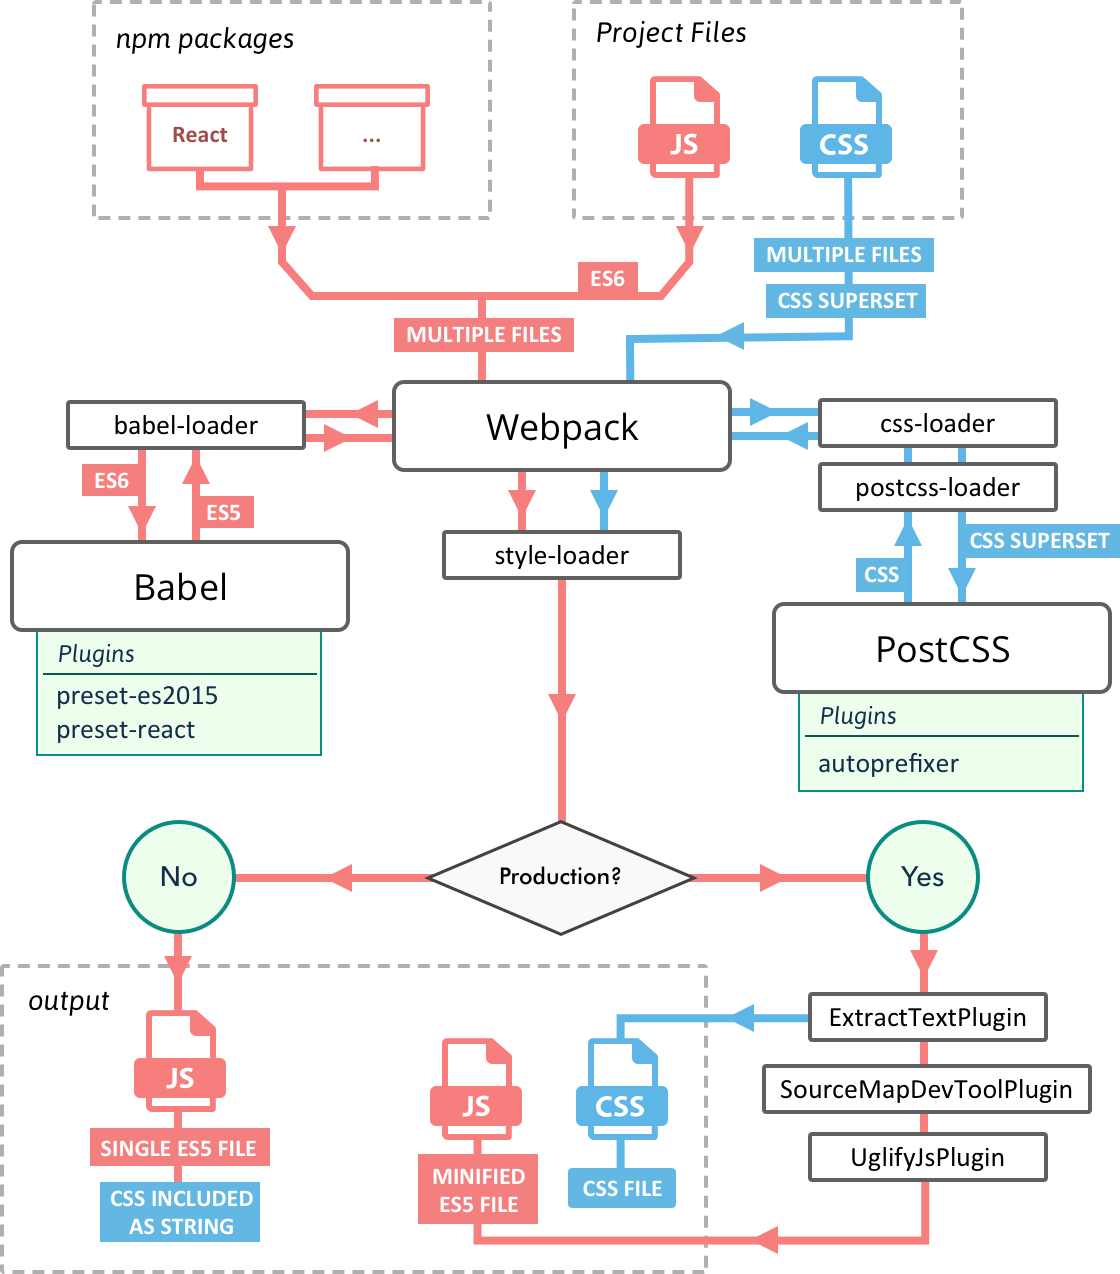 npm packages
Project Files
React
...
JS
CSS
MULTIPLE FILES
ES6
CSS SUPERSET
MULTIPLE FILES
babel-loader
Webpack
css-loader
ES6
ES5
postcss-loader
style-loader
CSS SUPERSET
CSS
Babel
Plugins
preset-es2015
preset-react
PostCSS
Plugins
autoprefixer
No
Production?
Yes
output
ExtractTextPlugin
JS
SourceMapDevToolPlugin
JS
CSS
SINGLE ES5 FILE
UglifyJsPlugin
MINIFIED
ES5 FILE
CSS FILE
CSS INCLUDED
AS STRING